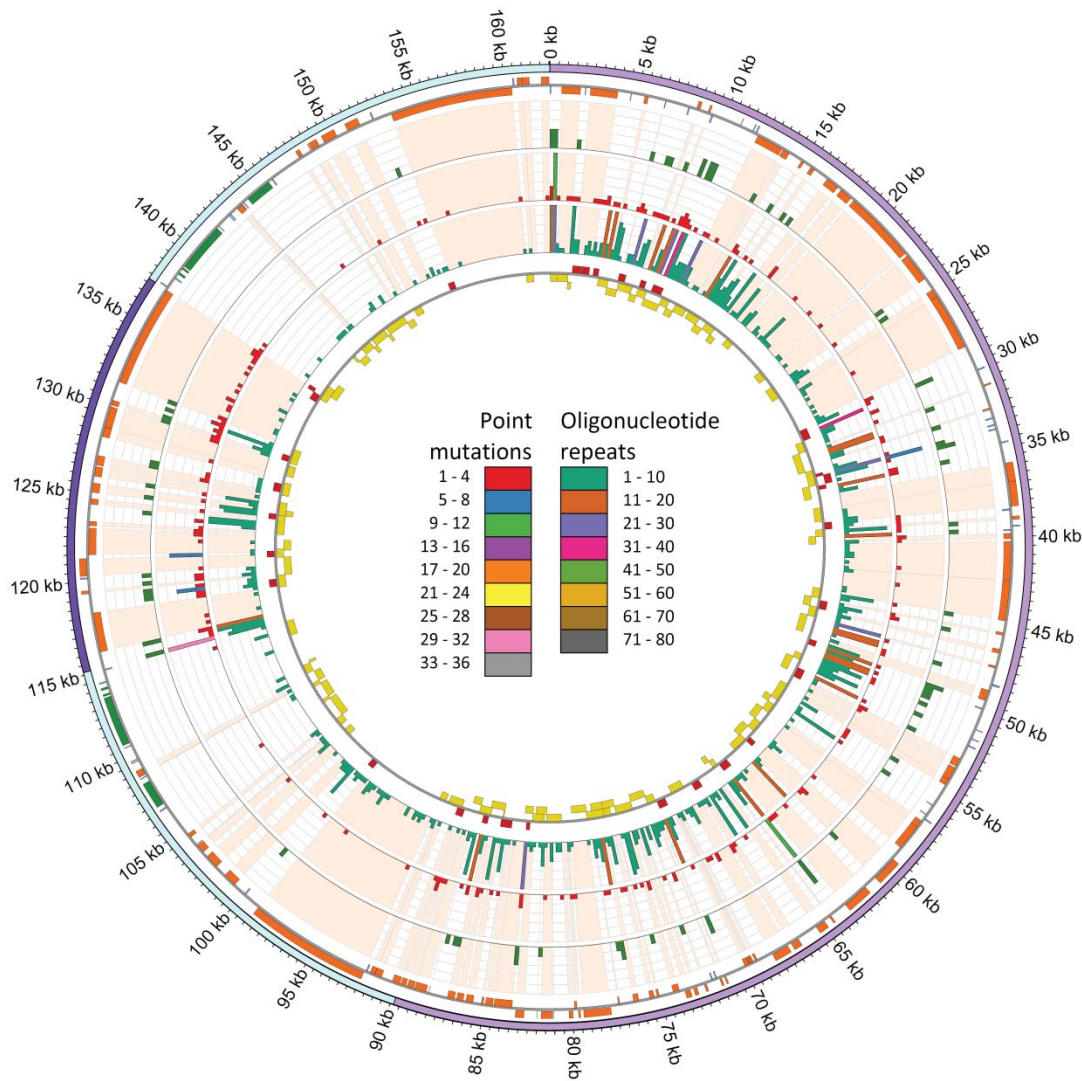 0 kb
5 kb
10 kb
15 kb
20 kb
25 kb
30 kb
35 kb
40 kb
45 kb
50 kb
55 kb
60 kb
65 kb
70 kb
75 kb
80 kb
85 kb
90 kb
95 kb
100 kb
105 kb
110 kb
115 kb
120 kb
125 kb
130 kb
135 kb
140 kb
145 kb
150 kb
155 kb
160 kb
Point Oligonucleotide
mutations repeats
1 - 4 1 - 10
5 - 8 11 - 20
9 - 12 21 - 30
13 - 16 31 - 40
17 - 20 41 - 50
21 - 24 51 - 60
25 - 28 61 - 70
29 - 32 71 - 80
33 - 36